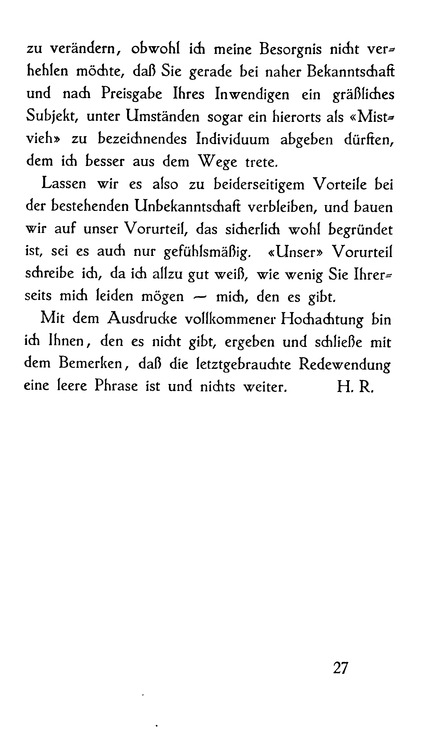 zu verändern, obwohl ich meine Besorgnis nicht ver=
hehlen möchte, daß Sie gerade bei naher Bekanntschaft
und nach Preisgabe Ihres Inwendigen ein gräßliches
Subjekt, unter Umständen sogar ein hierorts als «Mist=
vieh» zu bezeichnendes Individuum abgeben dürften,
dem ich besser aus dem Wege trete.
Lassen wir es also zu beiderseitigem Vorteile bei
der bestehenden Unbekanntschaft verbleiben, und bauen
wir auf unser Vorurteil, das sicherlich wohl begründet
ist, sei es auch nur gefühlsmäßig. «Unser» Vorurteil
schreibe ich, da ich allzu gut weiß, wie wenig Sie Ihrer=
seits mich leiden mögen — mich, den es gibt.
Mit dem Ausdrucke vollkommener Hochachtung bin
ich Ihnen, den es nicht gibt, ergeben und schließe mit
dem Bemerken, daß die letztgebrauchte Redewendung
eine leere Phrase ist und nichts weiter. H. R.
27